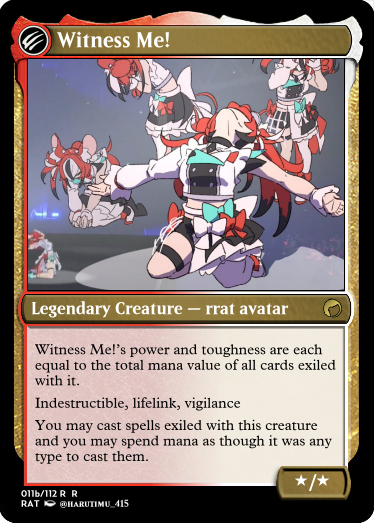 Witness Me!
Legendary Creature — rrat avatar
Witness Me!'s power and toughness are each
equal to the total mana value of all cards exiled
with it.
Indestructible, lifelink, vigilance
You may cast spells exiled with this creature
and you may spend mana as though it was any
type to cast them.
★/★
011b/112 R R
RAT @HARUTIMU_415